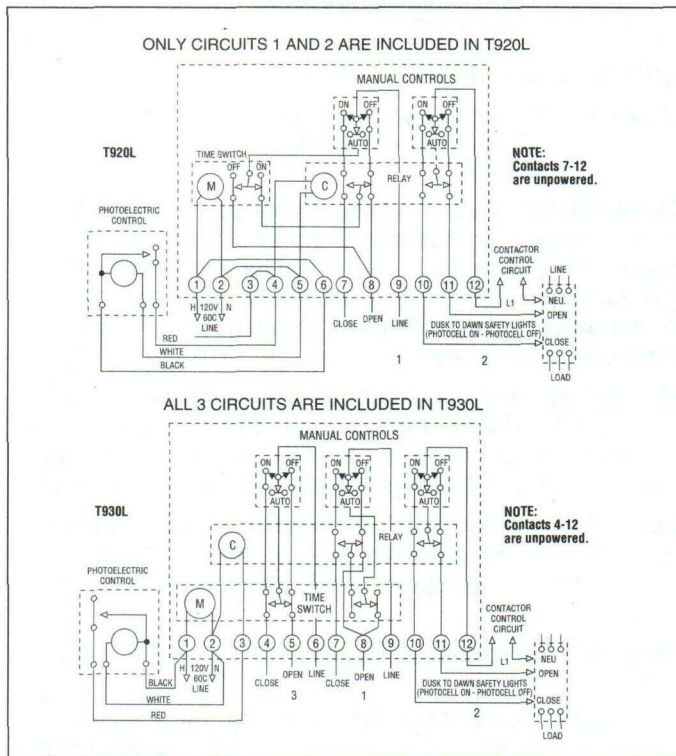 ONLY CIRCUITS 1 AND 2 ARE INCLUDED IN T920L
MANUAL CONTROLS
ON OFF ON OFF
AUTO AUTO
T920L
TIME SWITCH
OFF ON
NOTE:
Contacts 7-12
are unpowered.
M C RELAY
PHOTOELECTRIC
CONTROL
CONTACTOR
CONTROL
CIRCUIT
LINE
1 2 3 4 5 6 7 8 9 10 11 12
H 120V N
60C
LINE
CLOSE OPEN LINE
L1
NEU.
OPEN
RED
WHITE
BLACK
DUSK TO DAWN SAFETY LIGHTS
(PHOTOCELL ON - PHOTOCELL OFF)
CLOSE
1 2
LOAD
ALL 3 CIRCUITS ARE INCLUDED IN T930L
MANUAL CONTROLS
ON OFF ON OFF ON OFF
AUTO AUTO AUTO
T930L
NOTE:
Contacts 4-12
are unpowered.
RELAY
C
PHOTOELECTRIC
CONTROL
M
TIME
SWITCH
CONTACTOR
CONTROL
CIRCUIT
1 2 3 4 5 6 7 8 9 10 11 12
H 120V N
60C
LINE
BLACK
WHITE
RED
CLOSE OPEN LINE CLOSE OPEN LINE
L1
NEU
OPEN
DUSK TO DAWN SAFETY LIGHTS
(PHOTOCELL ON - PHOTOCELL OFF)
CLOSE
3 1 2
LOAD